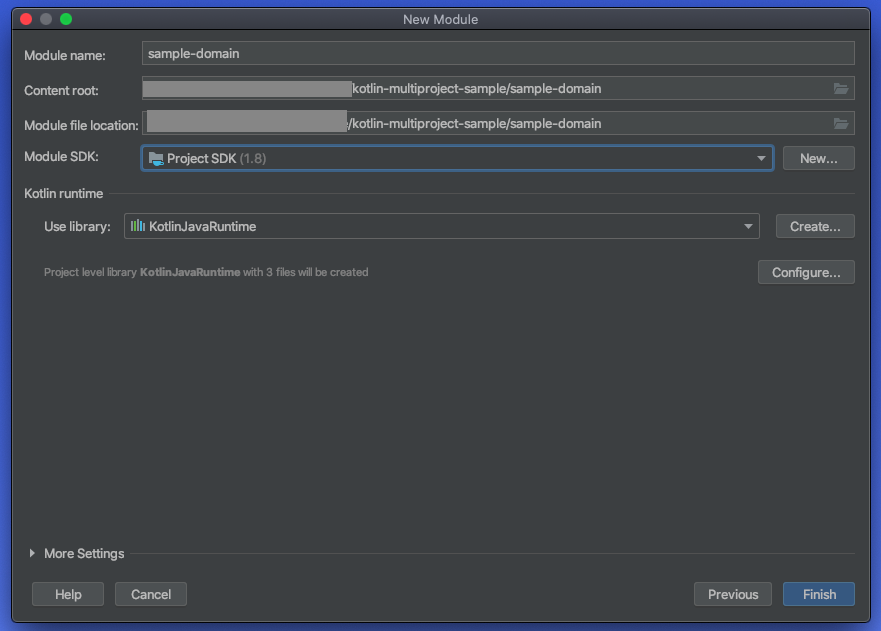 New Module
Module name: sample-domain
Content root: kotlin-multiproject-sample/sample-domain
Module file location: /kotlin-multiproject-sample/sample-domain
Module SDK: Project SDK (1.8) New...
Kotlin runtime
Use library: KotlinJavaRuntime Create...
Project level library KotlinJavaRuntime with 3 files will be created Configure...
More Settings
Help Cancel Previous Finish